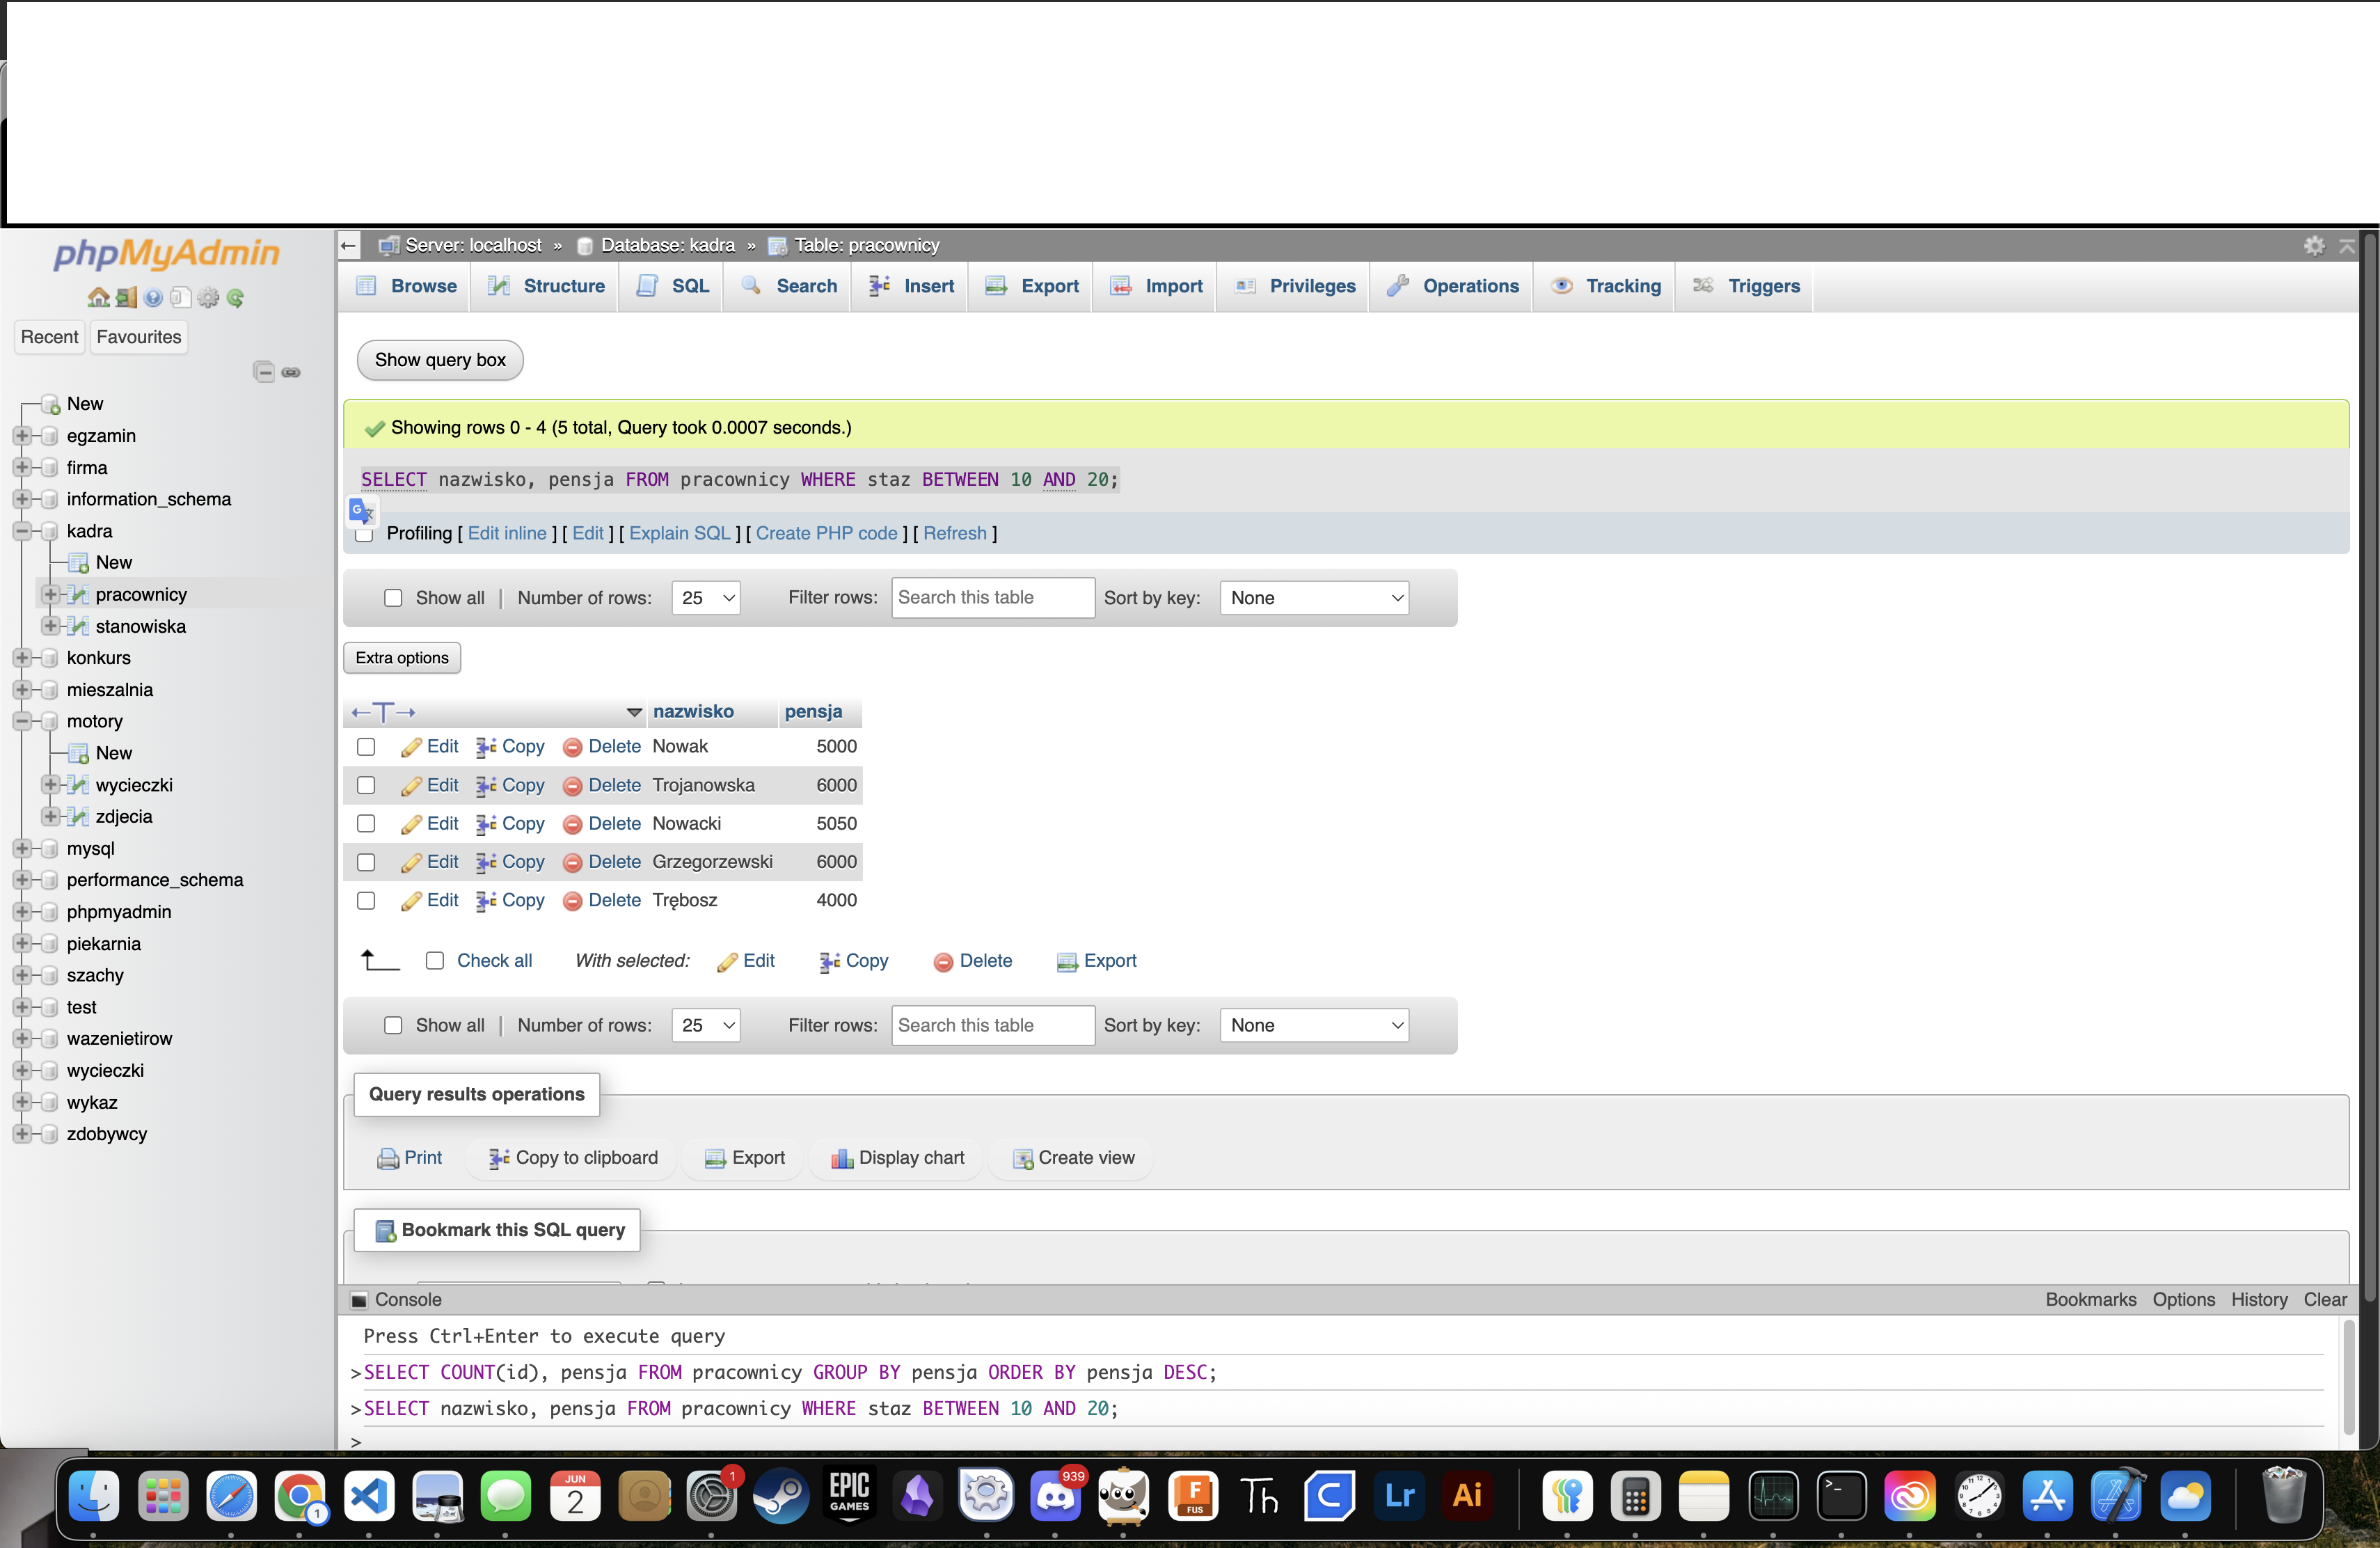 phpMyAdmin
Recent Favourites
New
egzamin
firma
information_schema
kadra
New
pracownicy
stanowiska
konkurs
mieszalnia
motory
New
wycieczki
zdjecia
mysql
performance_schema
phpmyadmin
piekarnia
szachy
test
wazenietirow
wycieczki
wykaz
zdobywcy
Server: localhost » Database: kadra » Table: pracownicy
Browse Structure SQL Search Insert Export Import Privileges Operations Tracking Triggers
Show query box
Showing rows 0 - 4 (5 total, Query took 0.0007 seconds.)
SELECT nazwisko, pensja FROM pracownicy WHERE staz BETWEEN 10 AND 20;
Profiling [ Edit inline ] [ Edit ] [ Explain SQL ] [ Create PHP code ] [ Refresh ]
Show all | Number of rows: 25 Filter rows: Search this table Sort by key: None
Extra options
←T→ nazwisko pensja
Edit Copy Delete Nowak 5000
Edit Copy Delete Trojanowska 6000
Edit Copy Delete Nowacki 5050
Edit Copy Delete Grzegorzewski 6000
Edit Copy Delete Trębosz 4000
Check all With selected: Edit Copy Delete Export
Show all | Number of rows: 25 Filter rows: Search this table Sort by key: None
Query results operations
Print Copy to clipboard Export Display chart Create view
Bookmark this SQL query
Console Bookmarks Options History Clear
Press Ctrl+Enter to execute query
>SELECT COUNT(id), pensja FROM pracownicy GROUP BY pensja ORDER BY pensja DESC;
>SELECT nazwisko, pensja FROM pracownicy WHERE staz BETWEEN 10 AND 20;
>
1 JUN 2 1 EPIC GAMES 939 F FUS Th C Lr Ai >_